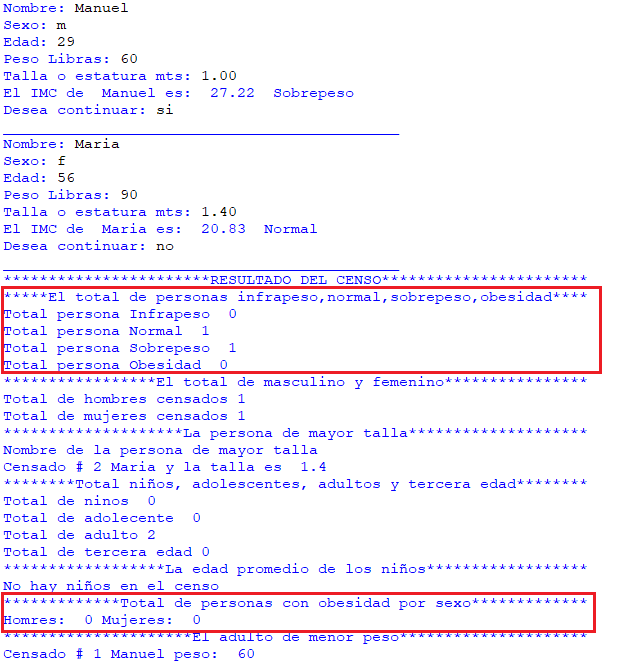 Nombre: Manuel
Sexo: m
Edad: 29
Peso Libras: 60
Talla o estatura mts: 1.00
El IMC de  Manuel es:  27.22  Sobrepeso
Desea continuar: si
____________________________________________
Nombre: Maria
Sexo: f
Edad: 56
Peso Libras: 90
Talla o estatura mts: 1.40
El IMC de  Maria es:  20.83  Normal
Desea continuar: no
____________________________________________
***********************RESULTADO DEL CENSO***********************
*****El total de personas infrapeso,normal,sobrepeso,obesidad****
Total persona Infrapeso  0
Total persona Normal  1
Total persona Sobrepeso  1
Total persona Obesidad  0
*****************El total de masculino y femenino****************
Total de hombres censados 1
Total de mujeres censados 1
********************La persona de mayor talla********************
Nombre de la persona de mayor talla
Censado # 2 Maria y la talla es  1.4
********Total niños, adolescentes, adultos y tercera edad********
Total de ninos  0
Total de adolecente  0
Total de adulto 2
Total de tercera edad 0
******************La edad promedio de los niños******************
No hay niños en el censo
*************Total de personas con obesidad por sexo*************
Homres:  0 Mujeres:  0
*********************El adulto de menor peso*********************
Censado # 1 Manuel peso:  60